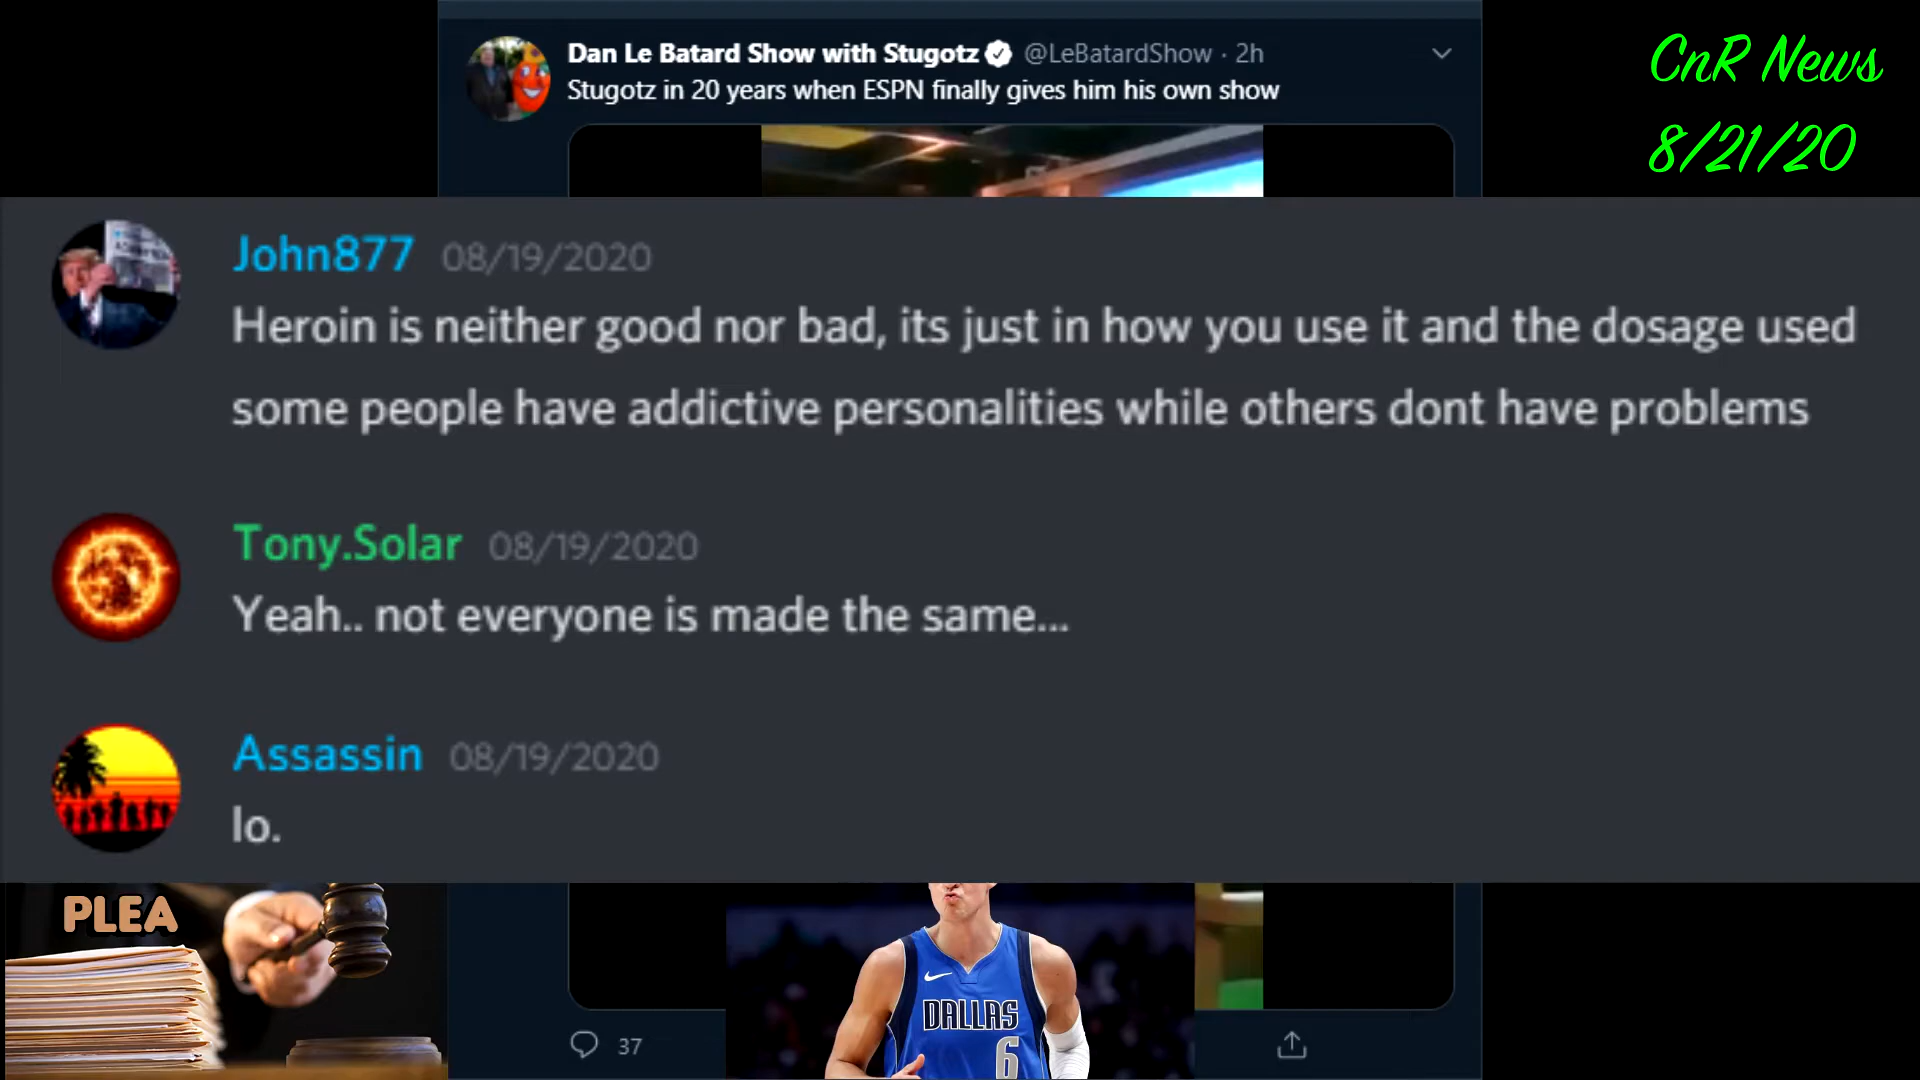 Dan Le Batard Show with Stugotz @LeBatardShow · 2h
Stugotz in 20 years when ESPN finally gives him his own show
CnR News
8/21/20
John877 08/19/2020
Heroin is neither good nor bad, its just in how you use it and the dosage used
some people have addictive personalities while others dont have problems
Tony.Solar 08/19/2020
Yeah.. not everyone is made the same...
Assassin 08/19/2020
lo.
PLEA
DALLAS
6
37